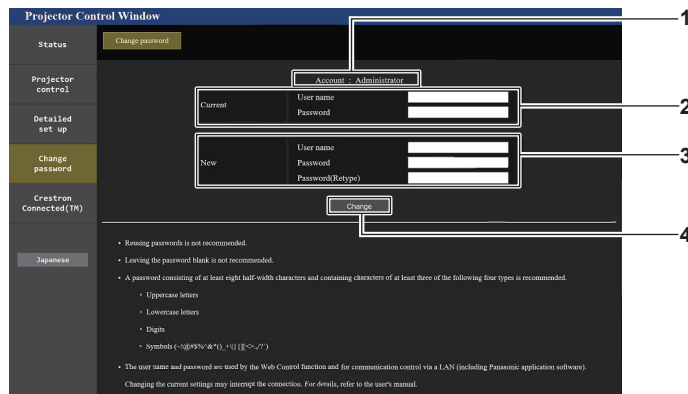 Projector Control Window
1
Status
Change password
Account : Administrator
Projector
control
Current
User name
Password
2
Detailed
set up
Change
password
New
User name
Password
Password(Retype)
3
Crestron
Connected(TM)
Change
4
• Reusing passwords is not recommended.
Japanese
• Leaving the password blank is not recommended.
• A password consisting of at least eight half-width characters and containing characters of at least three of the following four types is recommended.
• Uppercase letters
• Lowercase letters
• Digits
• Symbols
• The user name and password are used by the Web Control function and for communication control via a LAN (including Panasonic application software).
Changing the current settings may interrupt the connection. For details, refer to the user's manual.